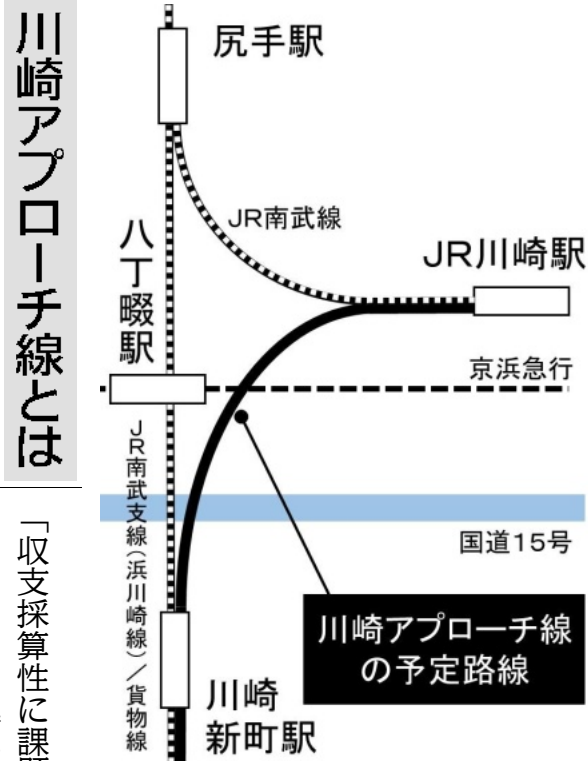 川崎アプローチ線とは
「収支採算性に課題
尻手駅
JR南武線
八丁畷駅
JR川崎駅
京浜急行
JR南武支線(浜川崎線)/貨物線
国道15号
川崎アプローチ線
の予定路線
川崎
新町駅